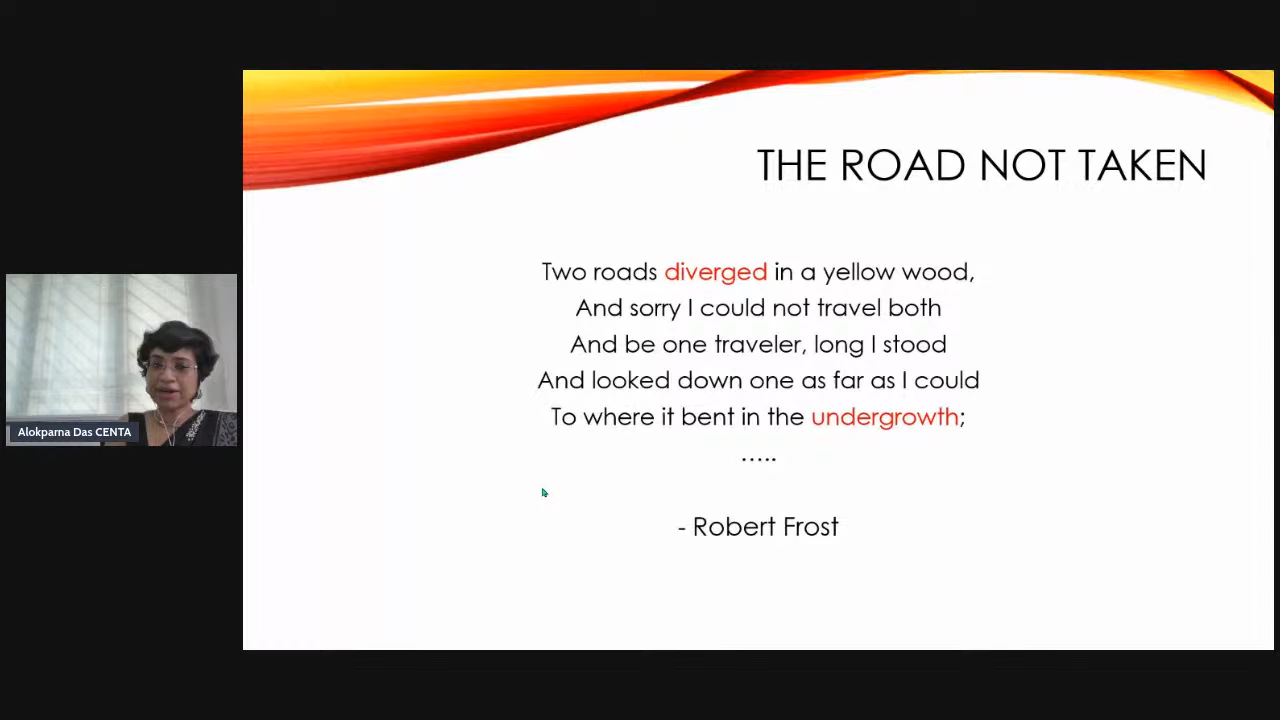 THE ROAD NOT TAKEN
Two roads diverged in a yellow wood,
And sorry I could not travel both
And be one traveler, long I stood
And looked down one as far as I could
To where it bent in the undergrowth;
.....
- Robert Frost
Alokparna Das CENTA